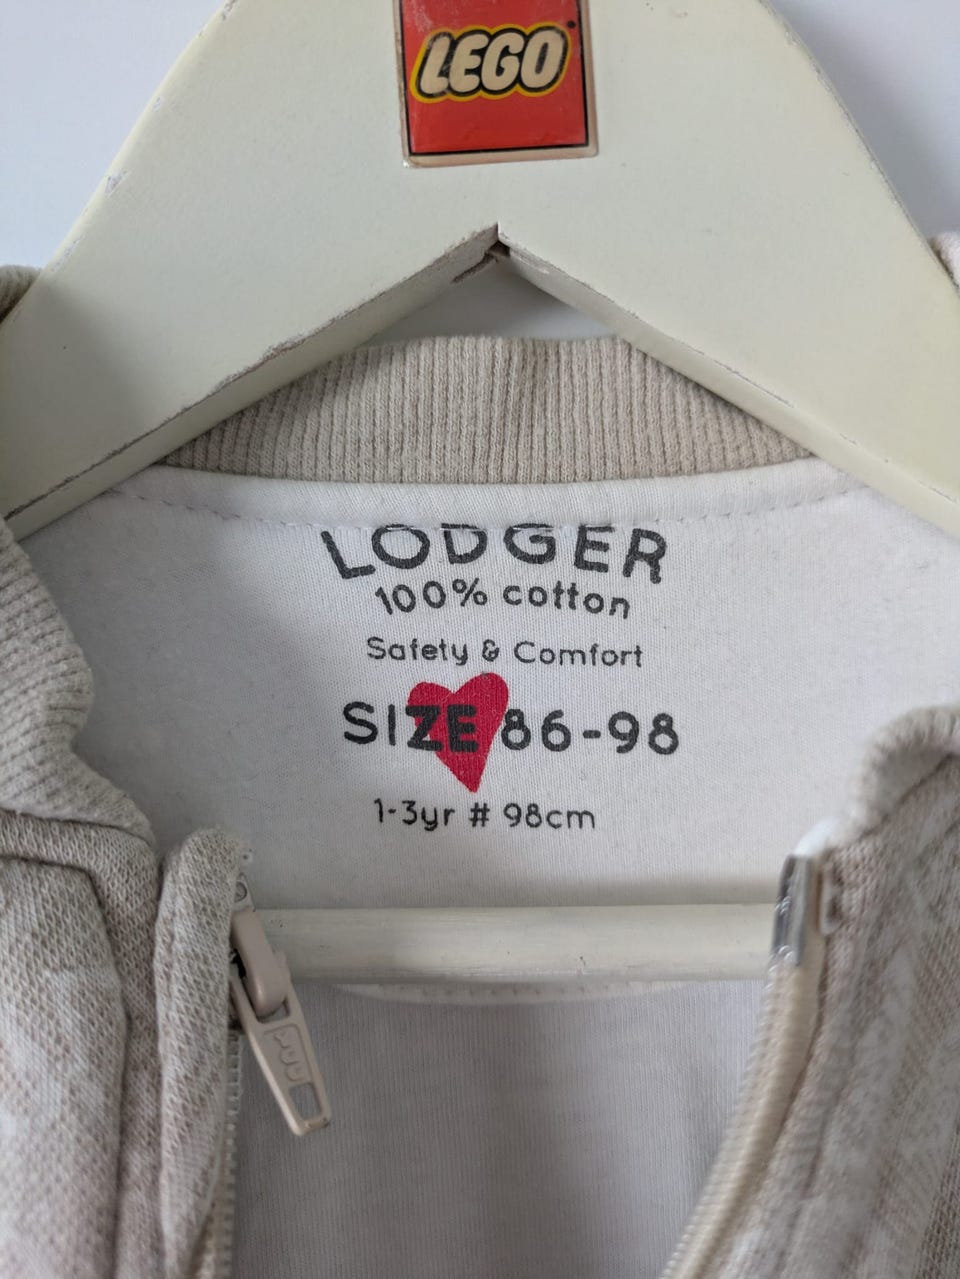 LEGO
LODGER
100% cotton
Safety & Comfort
SIZE 86-98
1-3yr # 98cm